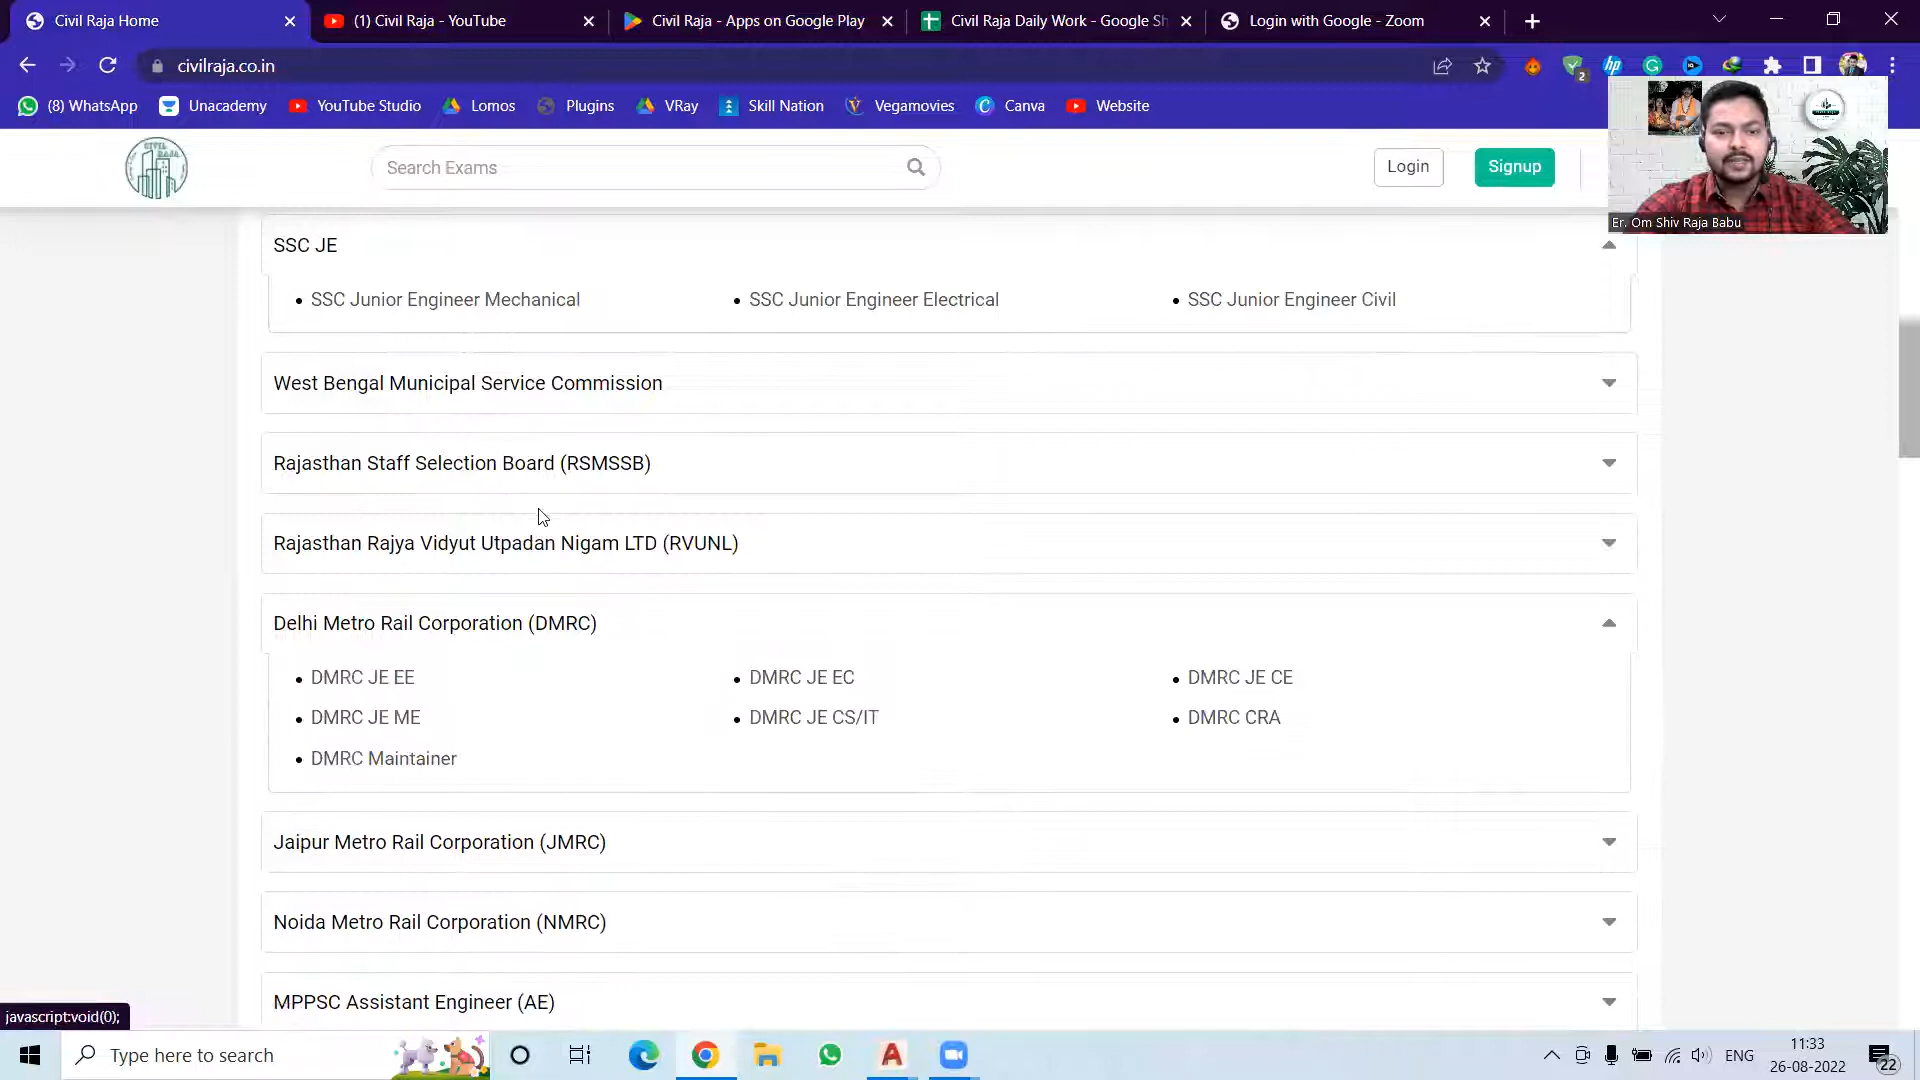 Civil Raja Home
(1) Civil Raja - YouTube
Civil Raja - Apps on Google Play
Civil Raja Daily Work - Google Sh
Login with Google - Zoom
civilraja.co.in
2
(8) WhatsApp
Unacademy
YouTube Studio
Lomos
Plugins
VRay
Skill Nation
Vegamovies
Canva
Website
CIVIL RAJA
Search Exams
Login
Signup
Er. Om Shiv Raja Babu
SSC JE
SSC Junior Engineer Mechanical
SSC Junior Engineer Electrical
SSC Junior Engineer Civil
West Bengal Municipal Service Commission
Rajasthan Staff Selection Board (RSMSSB)
Rajasthan Rajya Vidyut Utpadan Nigam LTD (RVUNL)
Delhi Metro Rail Corporation (DMRC)
DMRC JE EE
DMRC JE EC
DMRC JE CE
DMRC JE ME
DMRC JE CS/IT
DMRC CRA
DMRC Maintainer
Jaipur Metro Rail Corporation (JMRC)
Noida Metro Rail Corporation (NMRC)
MPPSC Assistant Engineer (AE)
javascript:void(0);
Type here to search
ENG
11:33
26-08-2022
22